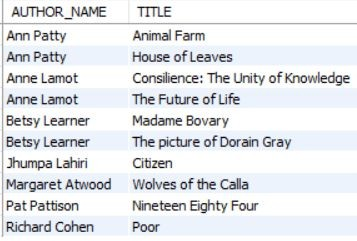 AUTHOR_NAME TITLE
Ann Patty Animal Farm
Ann Patty House of Leaves
Anne Lamot Consilience: The Unity of Knowledge
Anne Lamot The Future of Life
Betsy Learner Madame Bovary
Betsy Learner The picture of Dorain Gray
Jhumpa Lahiri Citizen
Margaret Atwood Wolves of the Calla
Pat Pattison Nineteen Eighty Four
Richard Cohen Poor